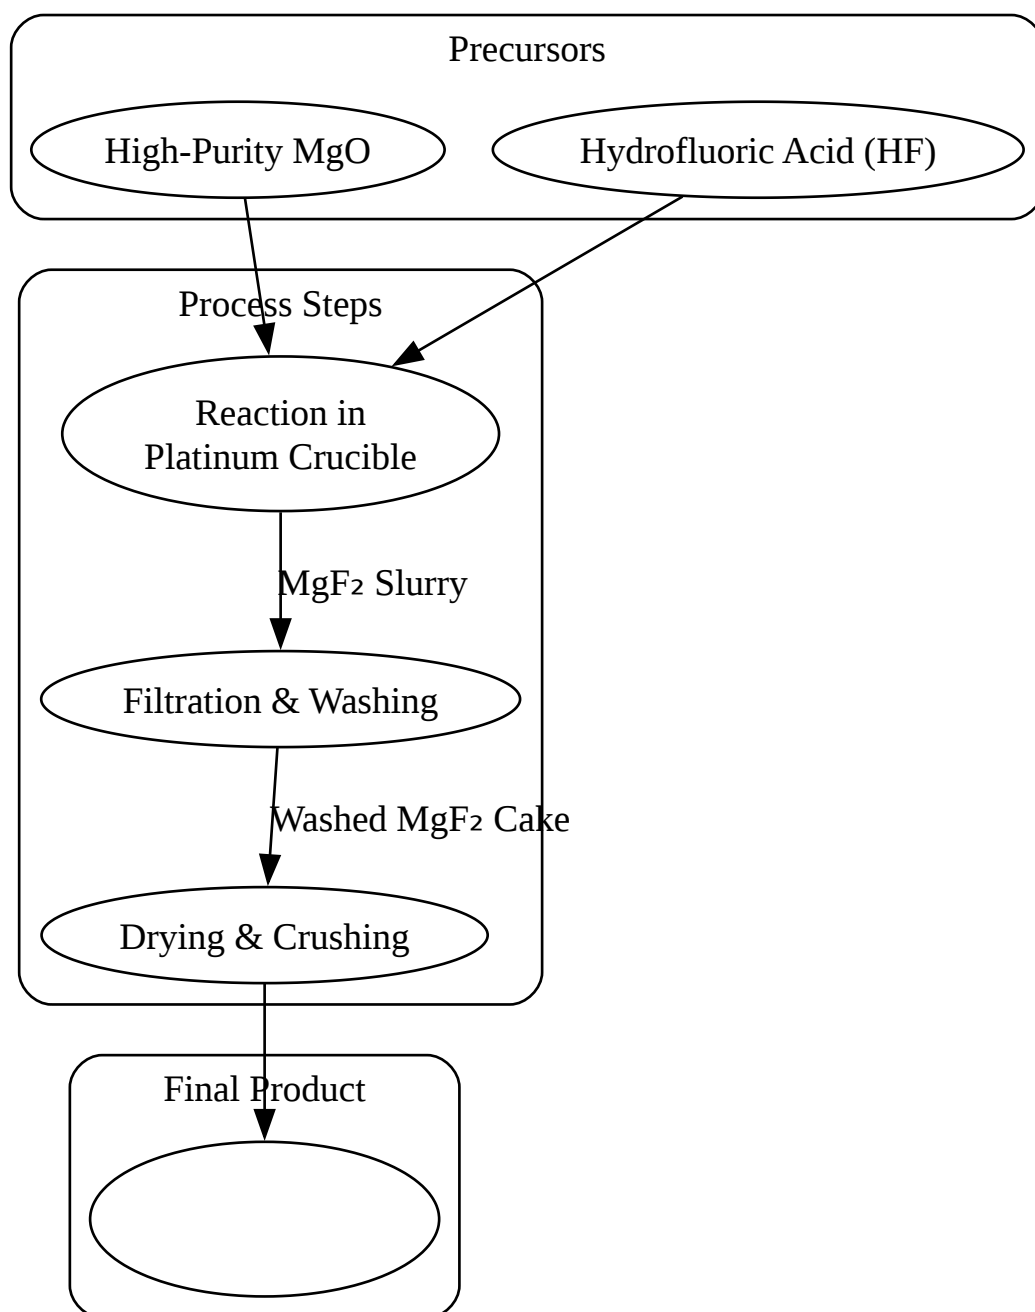 Precursors
High-Purity MgO
Hydrofluoric Acid (HF)
Process Steps
Reaction in
Platinum Crucible
MgF₂ Slurry
Filtration & Washing
Washed MgF₂ Cake
Drying & Crushing
Final Product